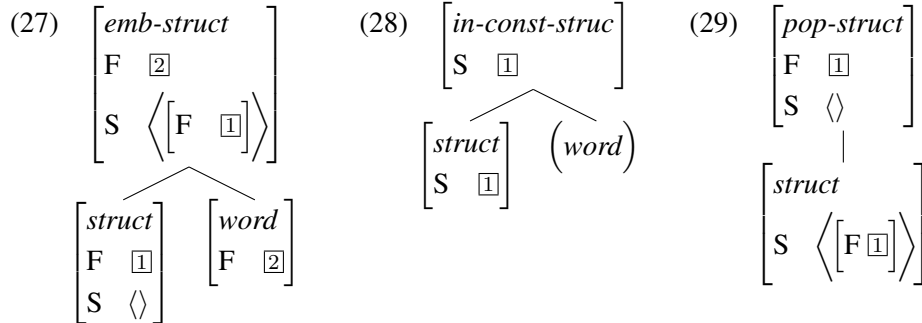 (27)
emb-struct
F 2
S ⟨[F 1]⟩
struct
F 1
S ⟨⟩
word
F 2
(28)
in-const-struc
S 1
struct
S 1
(word)
(29)
pop-struct
F 1
S ⟨⟩
struct
S ⟨[F 1]⟩